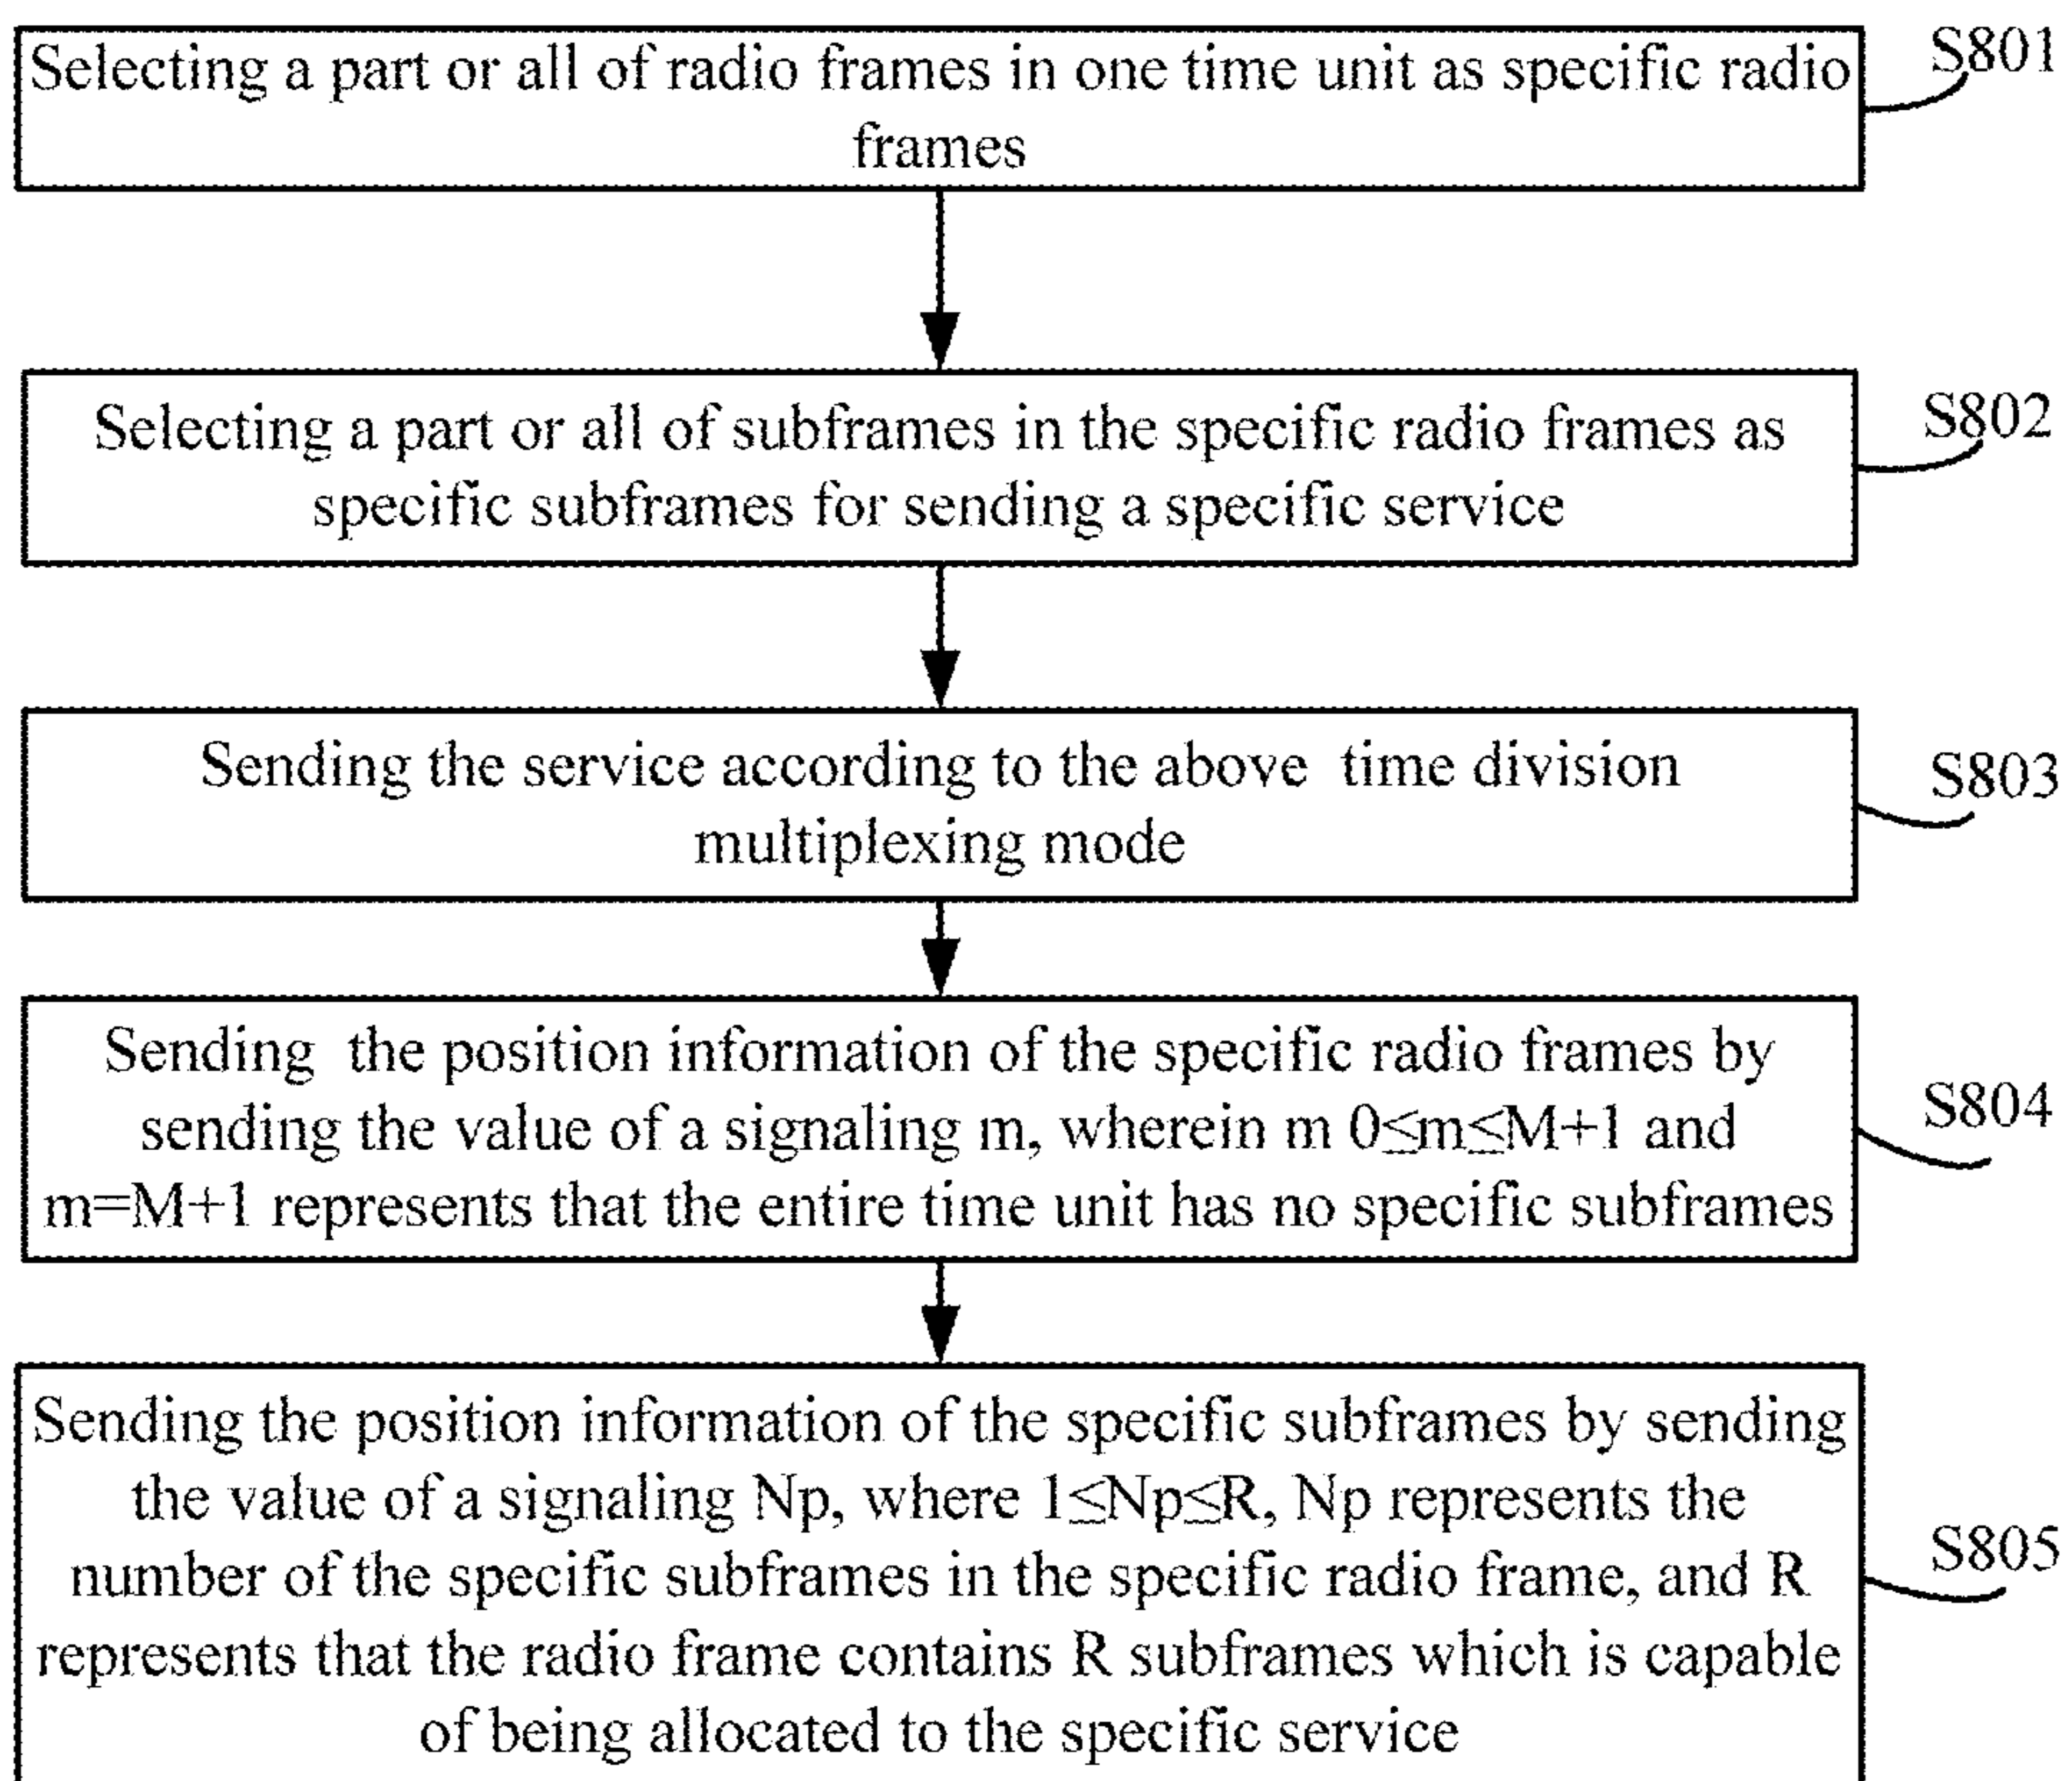 Selecting a part or all of radio frames in one time unit as specific radio
frames
S801
Selecting a part or all of subframes in the specific radio frames as
specific subframes for sending a specific service
S802
Sending the service according to the above time division
multiplexing mode
S803
Sending the position information of the specific radio frames by
sending the value of a signaling m, wherein m 0≤m≤M+1 and
m=M+1 represents that the entire time unit has no specific subframes
S804
Sending the position information of the specific subframes by sending
the value of a signaling Np, where 1≤Np≤R, Np represents the
number of the specific subframes in the specific radio frame, and R
represents that the radio frame contains R subframes which is capable
of being allocated to the specific service
S805